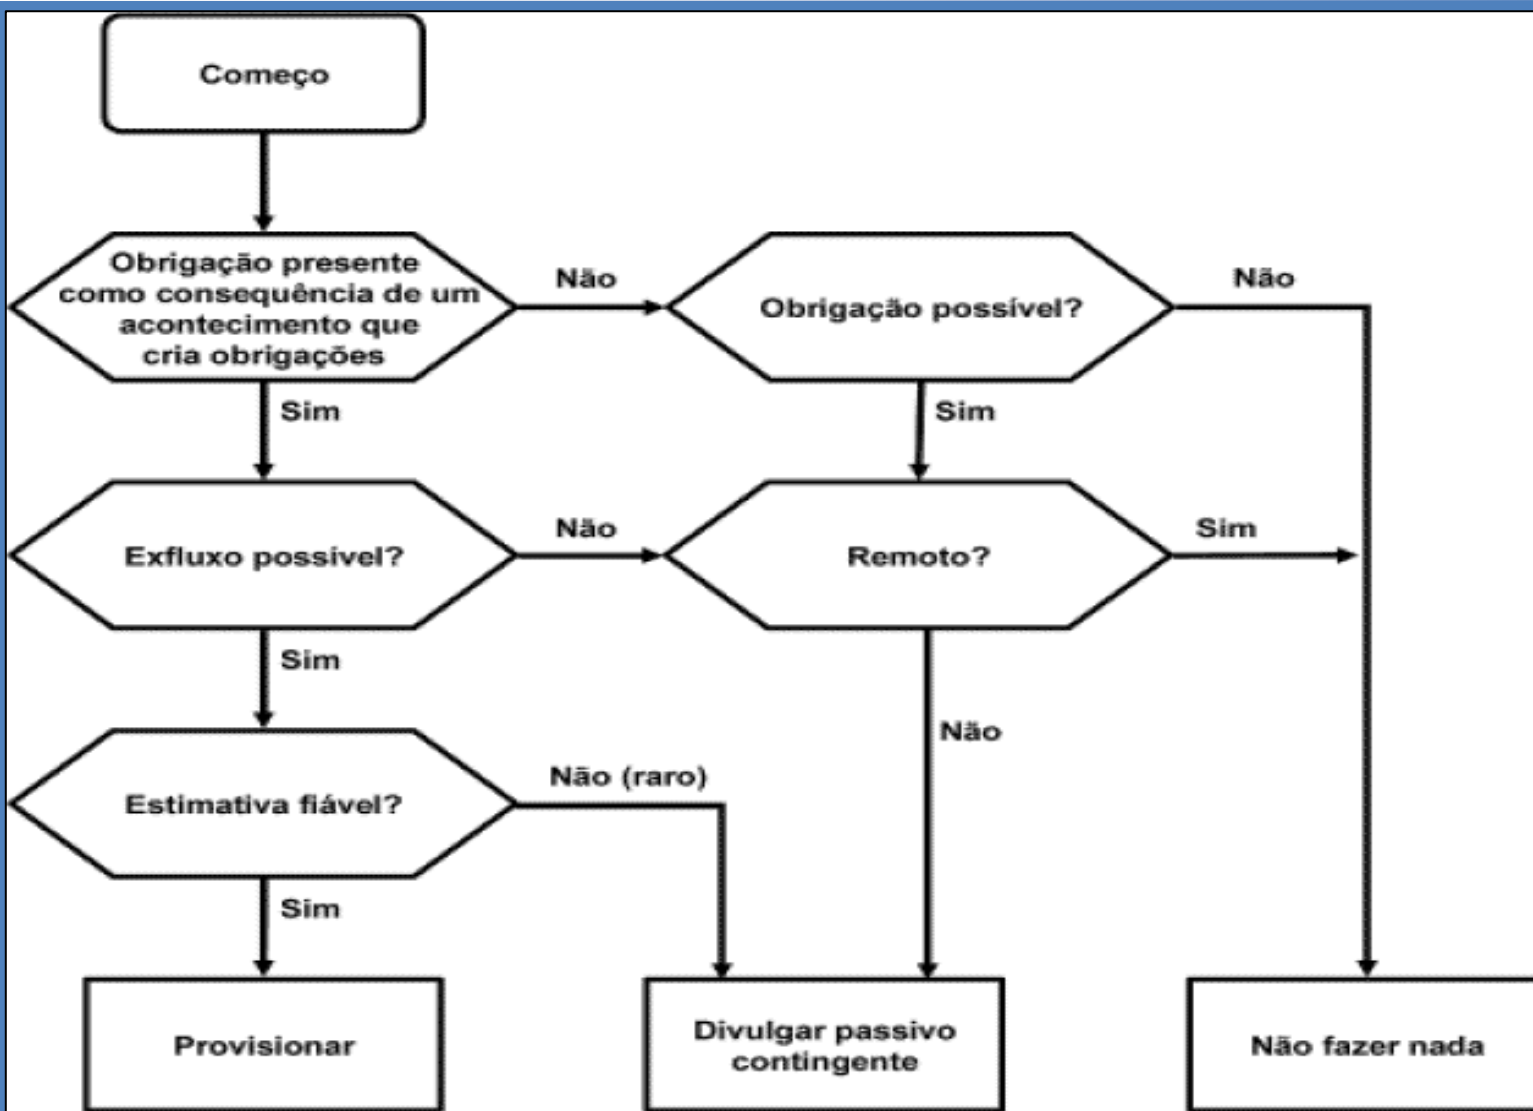 Começo
Obrigação presente
como consequência de um
acontecimento que
cria obrigações
Não
Obrigação possível?
Não
Sim
Sim
Exfluxo possível?
Não
Remoto?
Sim
Sim
Não
Estimativa fiável?
Não (raro)
Sim
Provisionar
Divulgar passivo
contingente
Não fazer nada